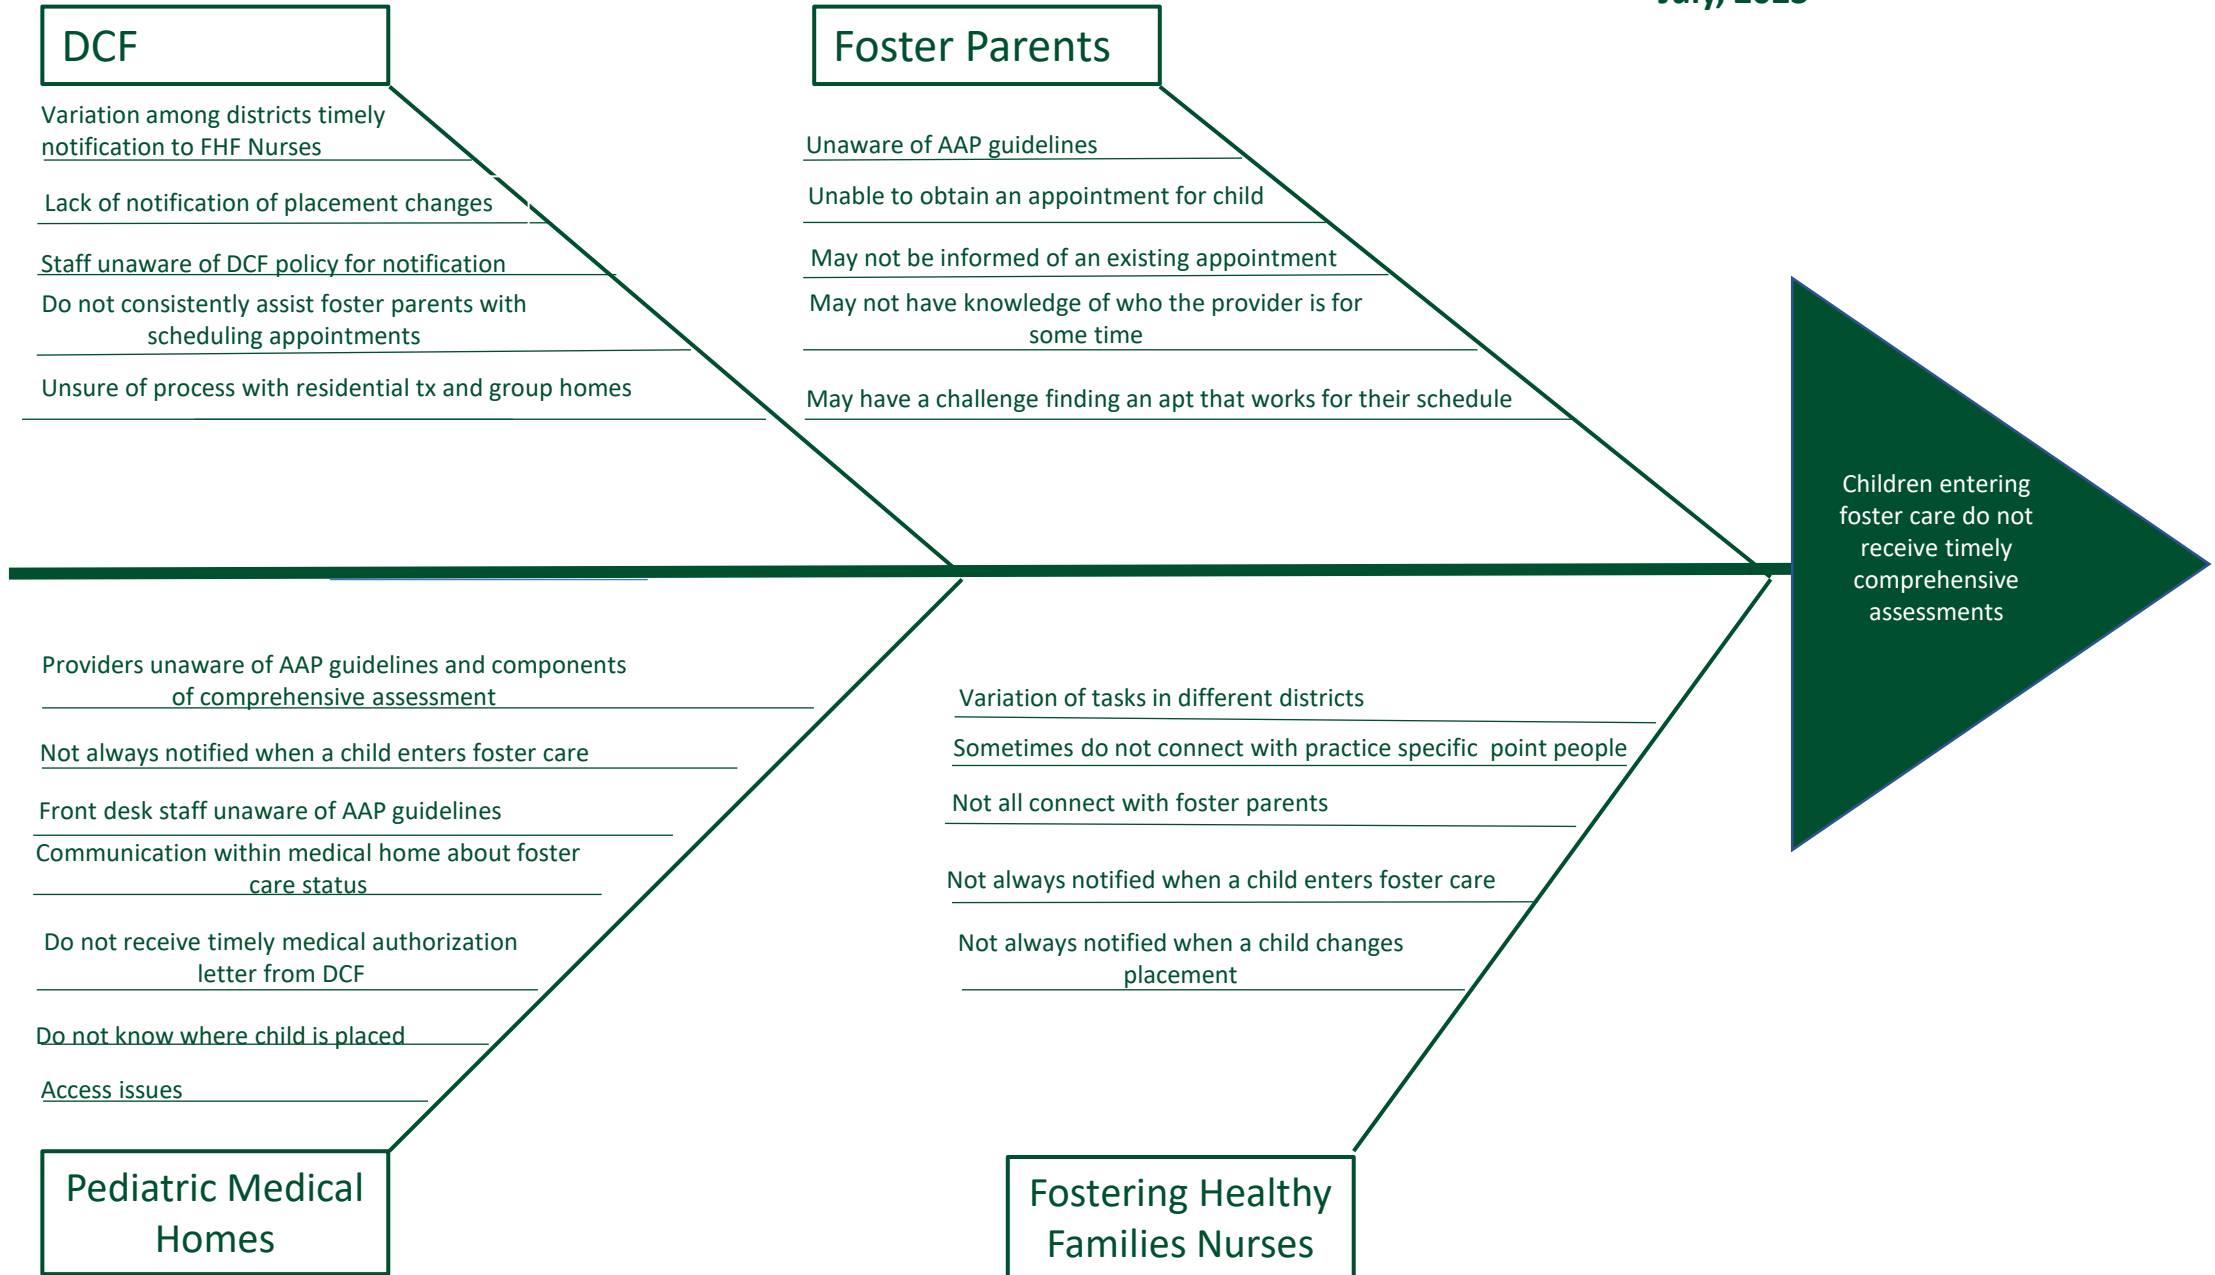 July, 2023
DCF
Variation among districts timely
notification to FHF Nurses
Lack of notification of placement changes
Staff unaware of DCF policy for notification
Do not consistently assist foster parents with
scheduling appointments
Unsure of process with residential tx and group homes
Foster Parents
Unaware of AAP guidelines
Unable to obtain an appointment for child
May not be informed of an existing appointment
May not have knowledge of who the provider is for
some time
May have a challenge finding an apt that works for their schedule
Children entering
foster care do not
receive timely
comprehensive
assessments
Providers unaware of AAP guidelines and components
of comprehensive assessment
Not always notified when a child enters foster care
Front desk staff unaware of AAP guidelines
Communication within medical home about foster
care status
Do not receive timely medical authorization
letter from DCF
Do not know where child is placed
Access issues
Pediatric Medical
Homes
Variation of tasks in different districts
Sometimes do not connect with practice specific  point people
Not all connect with foster parents
Not always notified when a child enters foster care
Not always notified when a child changes
placement
Fostering Healthy
Families Nurses